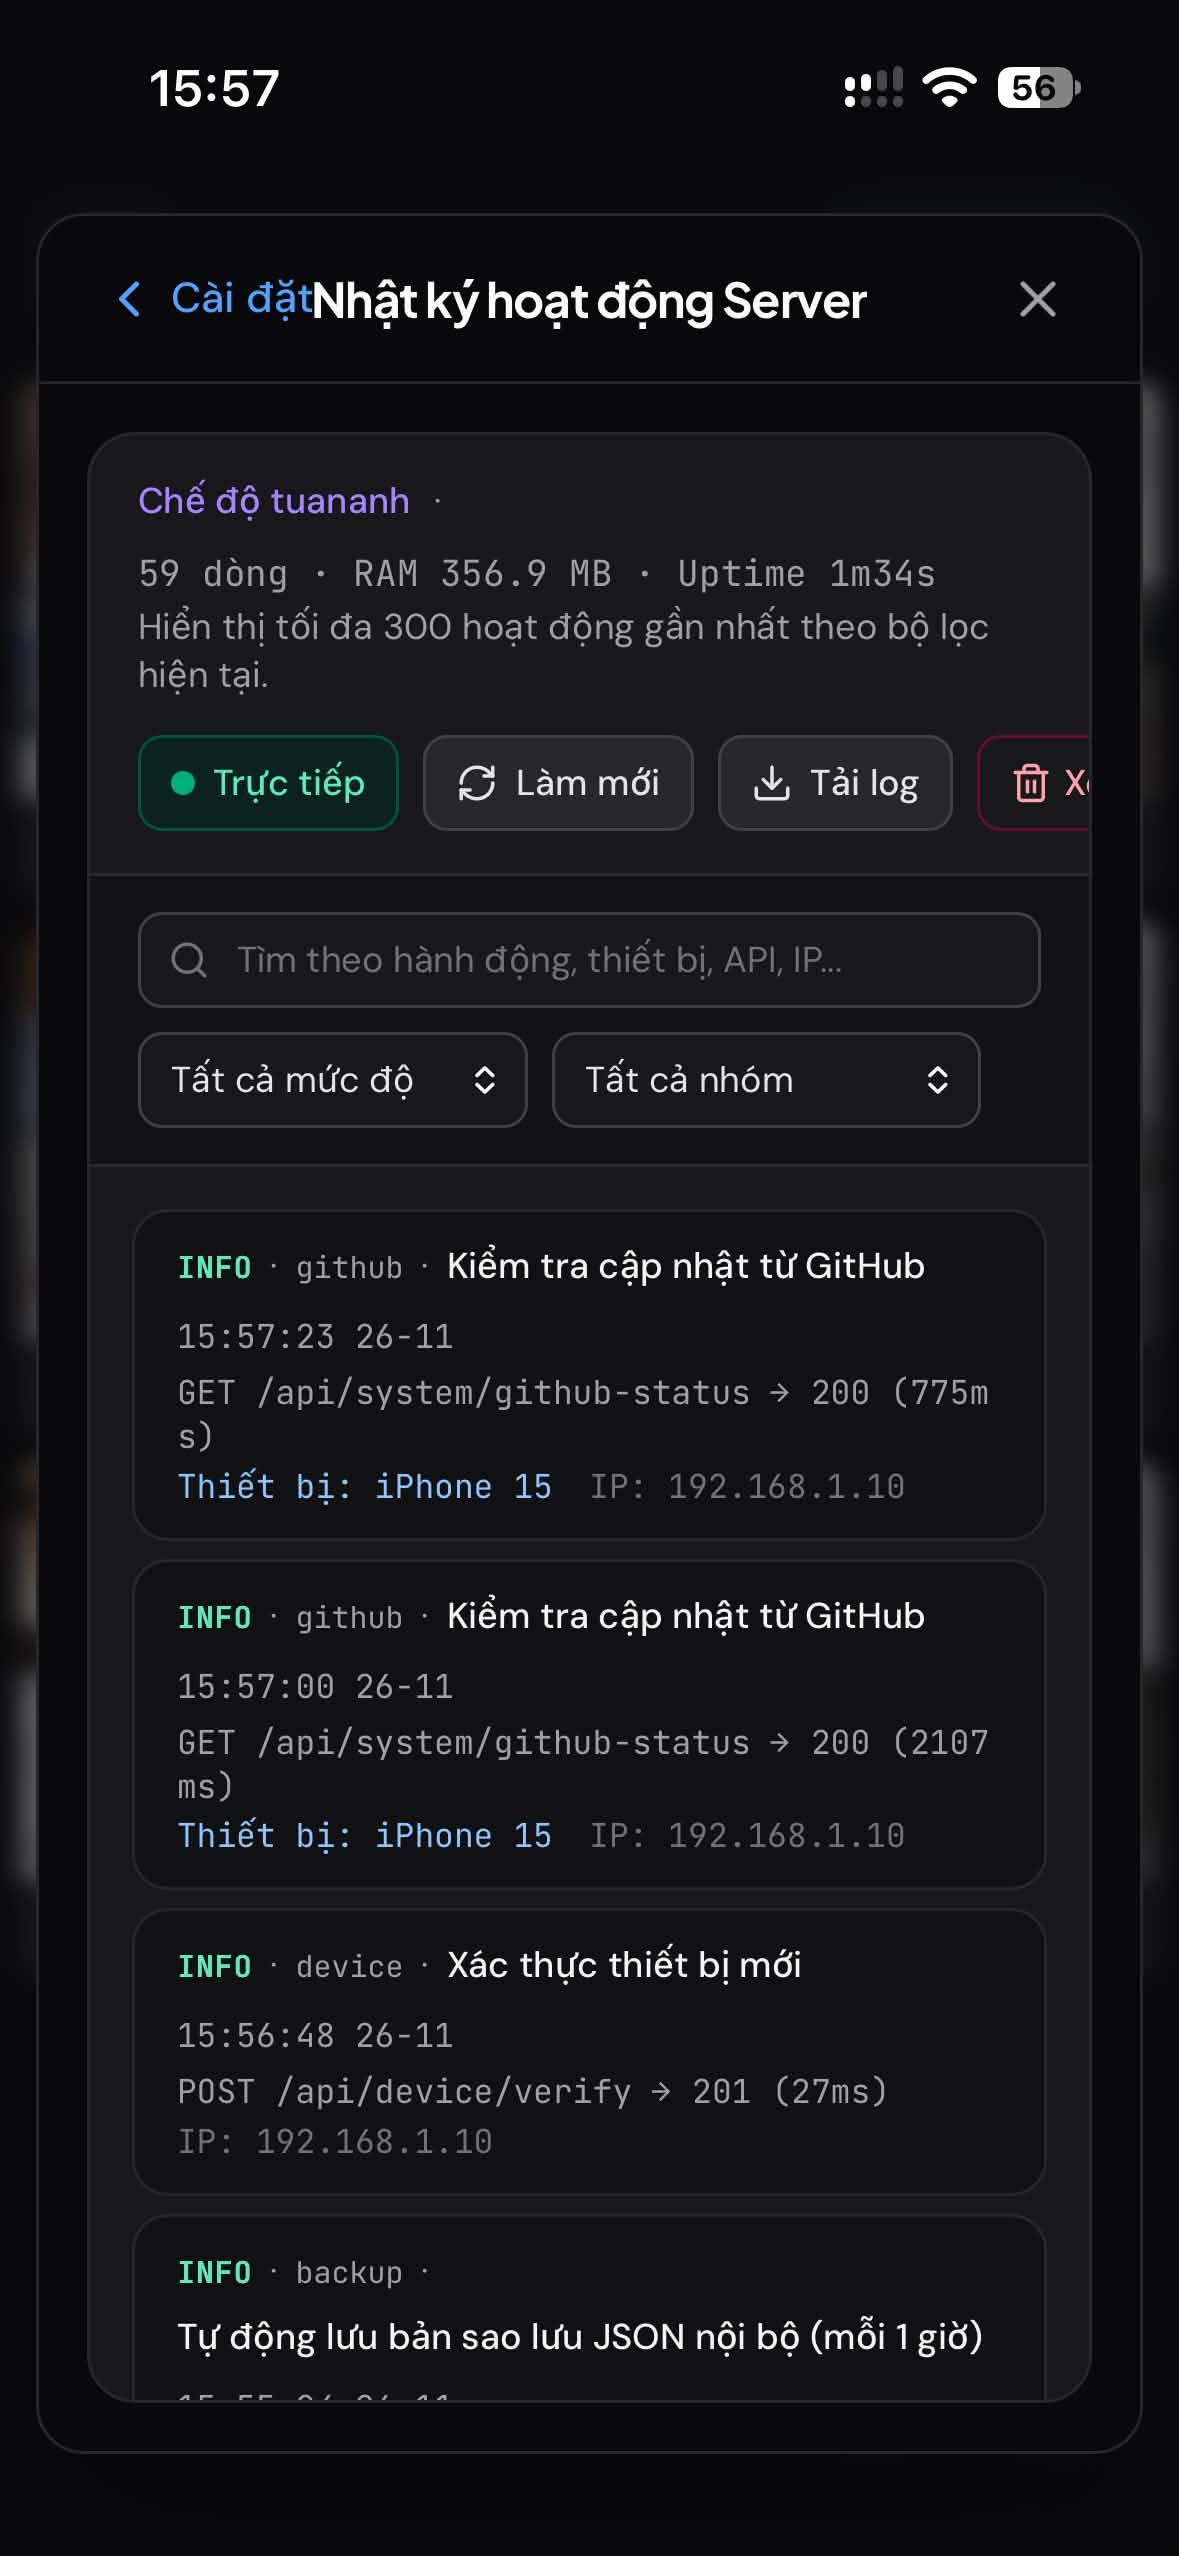 15:57
56
Cài đặt
Nhật ký hoạt động Server
Chế độ tuananh ·
59 dòng · RAM 356.9 MB · Uptime 1m34s
Hiển thị tối đa 300 hoạt động gần nhất theo bộ lọc
hiện tại.
Trực tiếp
Làm mới
Tải log
Tìm theo hành động, thiết bị, API, IP...
Tất cả mức độ
Tất cả nhóm
INFO · github · Kiểm tra cập nhật từ GitHub
15:57:23 26-11
GET /api/system/github-status → 200 (775m
s)
Thiết bị: iPhone 15 IP: 192.168.1.10
INFO · github · Kiểm tra cập nhật từ GitHub
15:57:00 26-11
GET /api/system/github-status → 200 (2107
ms)
Thiết bị: iPhone 15 IP: 192.168.1.10
INFO · device · Xác thực thiết bị mới
15:56:48 26-11
POST /api/device/verify → 201 (27ms)
IP: 192.168.1.10
INFO · backup ·
Tự động lưu bản sao lưu JSON nội bộ (mỗi 1 giờ)